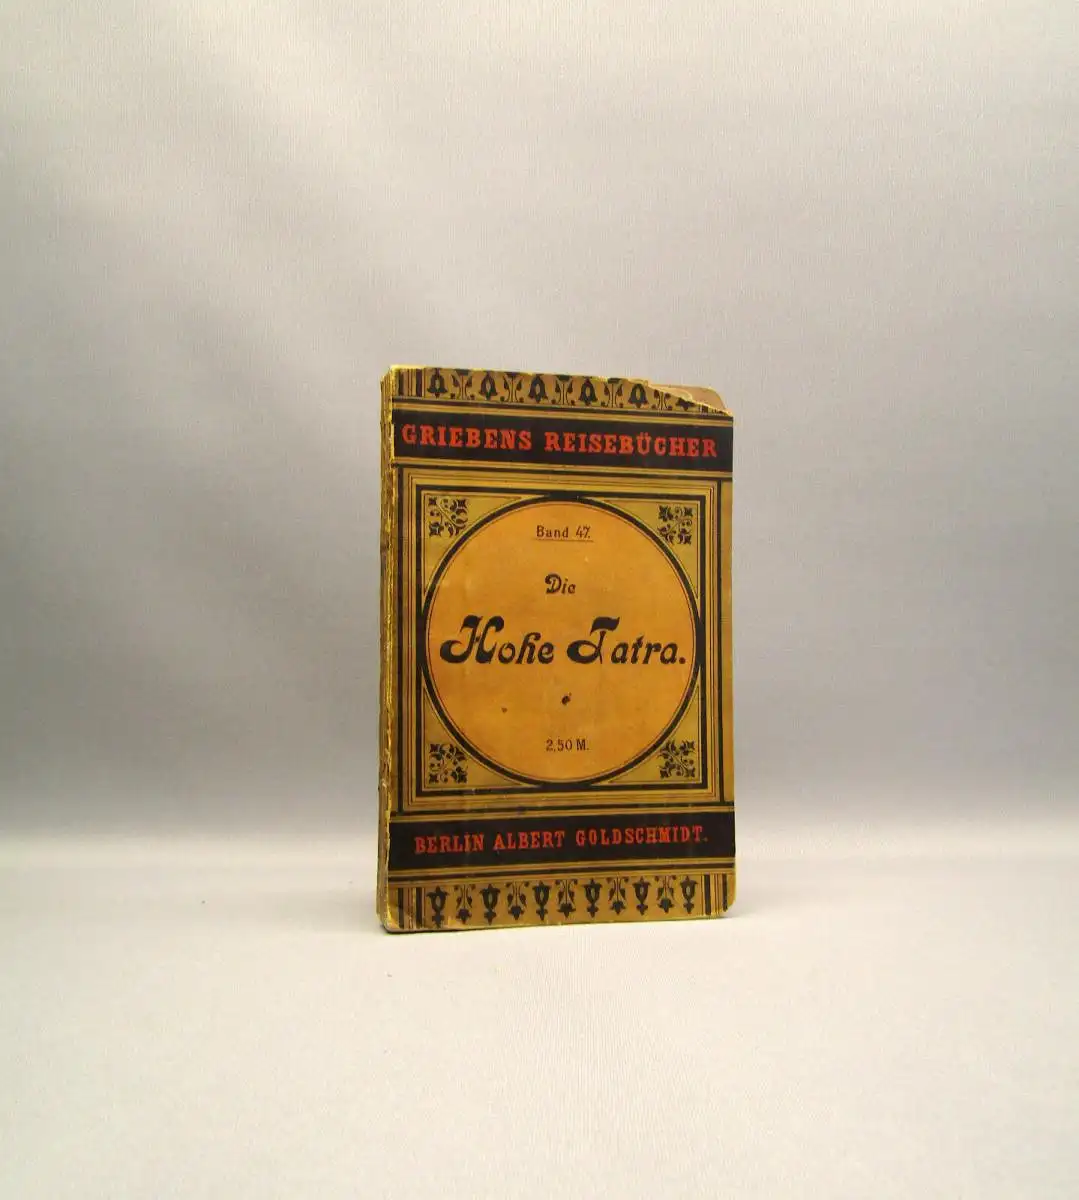 GRIEBENS REISEBÜCHER
Band 47.
Die
Hohe Tatra.
2,50 M.
BERLIN ALBERT GOLDSCHMIDT.